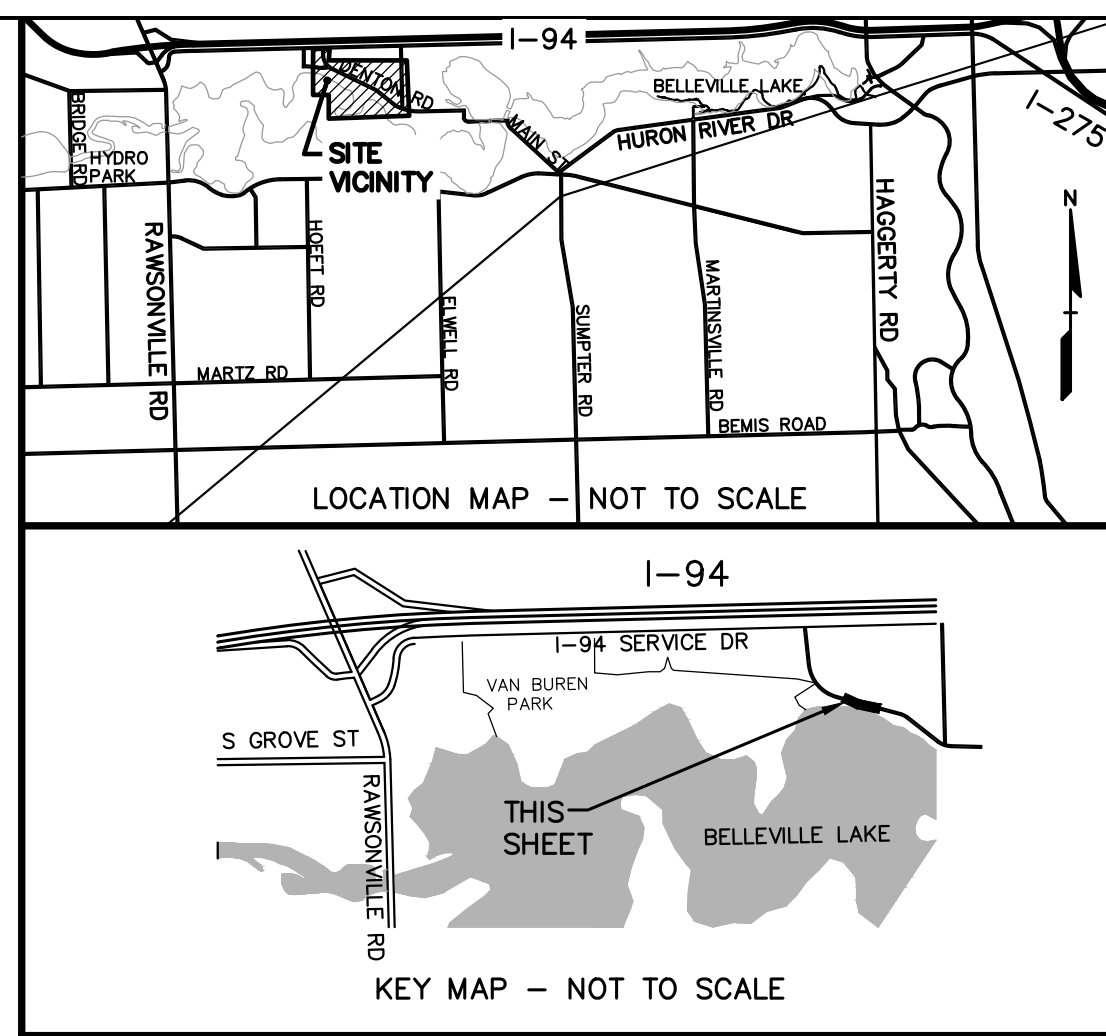 I-94
DENTON RD
BELLEVILLE LAKE
I-275
BRIDGE RD
HYDRO
PARK
MAIN ST
HURON RIVER DR
SITE
VICINITY
N
RAWSONVILLE RD
HOEFT RD
HAGGERTY RD
ELWELL RD
SUMPTER RD
MARTINSVILLE RD
MARTZ RD
BEMIS ROAD
LOCATION MAP - NOT TO SCALE
I-94
I-94 SERVICE DR
VAN BUREN
PARK
S GROVE ST
RAWSONVILLE RD
THIS
SHEET
BELLEVILLE LAKE
KEY MAP - NOT TO SCALE